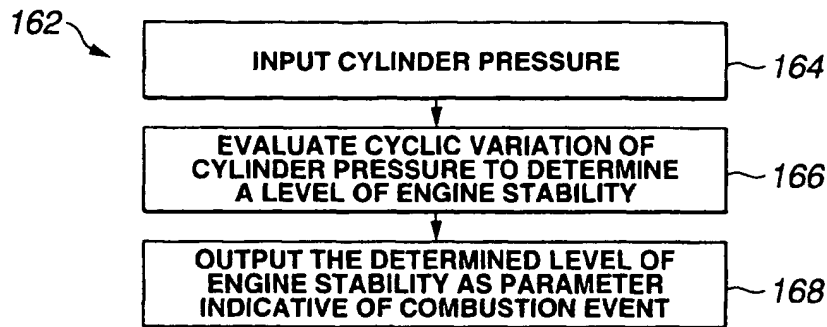 162
INPUT CYLINDER PRESSURE
164
EVALUATE CYCLIC VARIATION OF
CYLINDER PRESSURE TO DETERMINE
A LEVEL OF ENGINE STABILITY
166
OUTPUT THE DETERMINED LEVEL OF
ENGINE STABILITY AS PARAMETER
INDICATIVE OF COMBUSTION EVENT
168